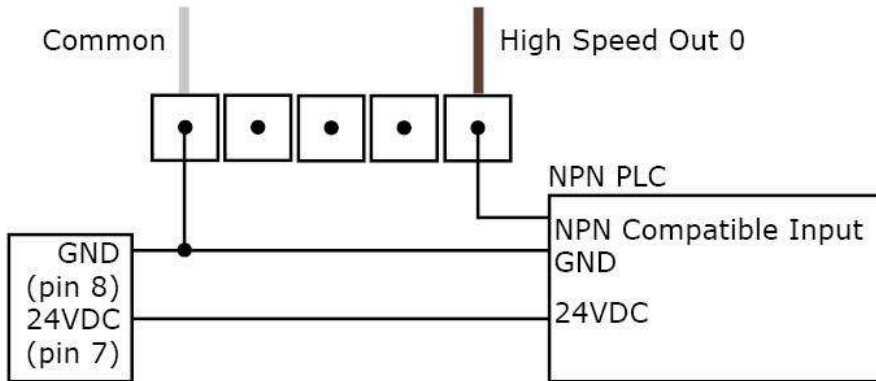 Common
High Speed Out 0
NPN PLC
NPN Compatible Input
GND
24VDC
GND
(pin 8)
24VDC
(pin 7)